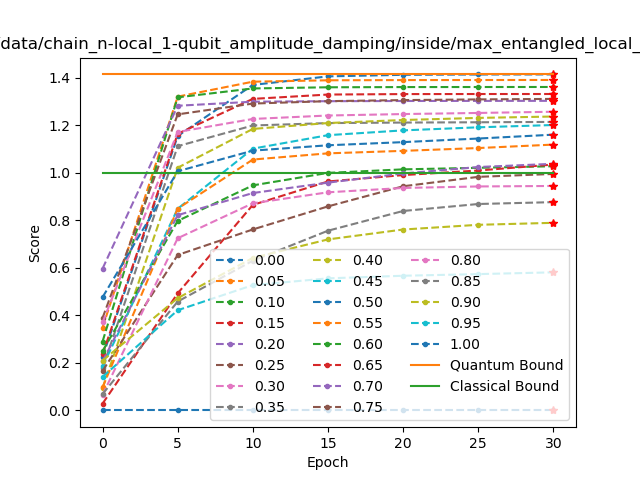 /data/chain_n-local_1-qubit_amplitude_damping/inside/max_entangled_local_
Score
1.4
1.2
1.0
0.8
0.6
0.4
0.2
0.0
0.00 0.40 0.80
0.05 0.45 0.85
0.10 0.50 0.90
0.15 0.55 0.95
0.20 0.60 1.00
0.25 0.65 Quantum Bound
0.30 0.70 Classical Bound
0.35 0.75
0 5 10 15 20 25 30
Epoch